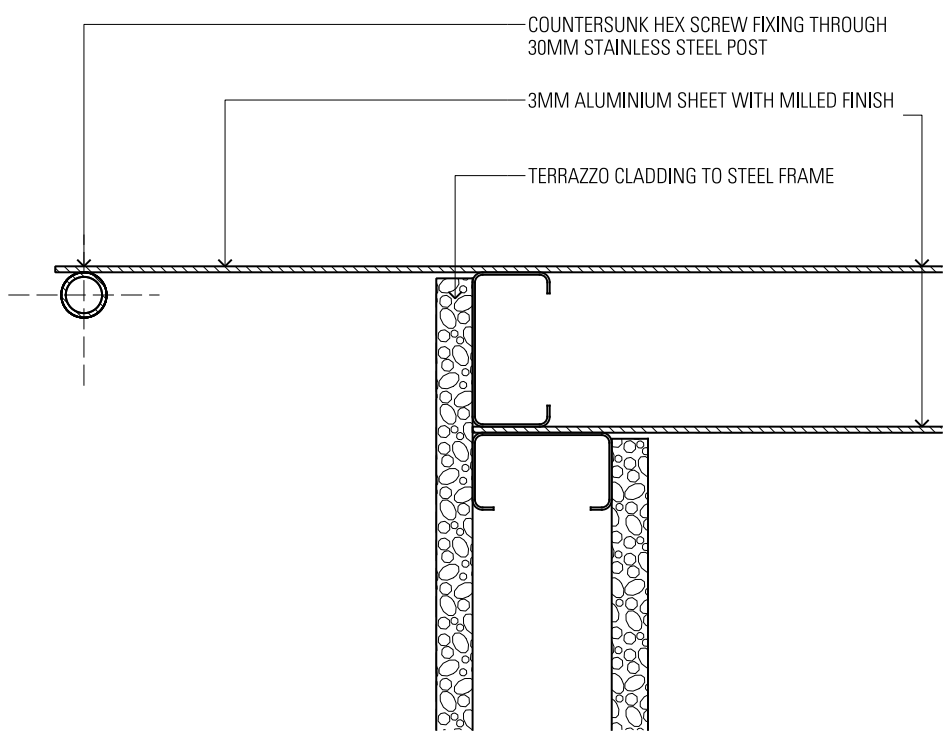 COUNTERSUNK HEX SCREW FIXING THROUGH
30MM STAINLESS STEEL POST
3MM ALUMINIUM SHEET WITH MILLED FINISH
TERRAZZO CLADDING TO STEEL FRAME